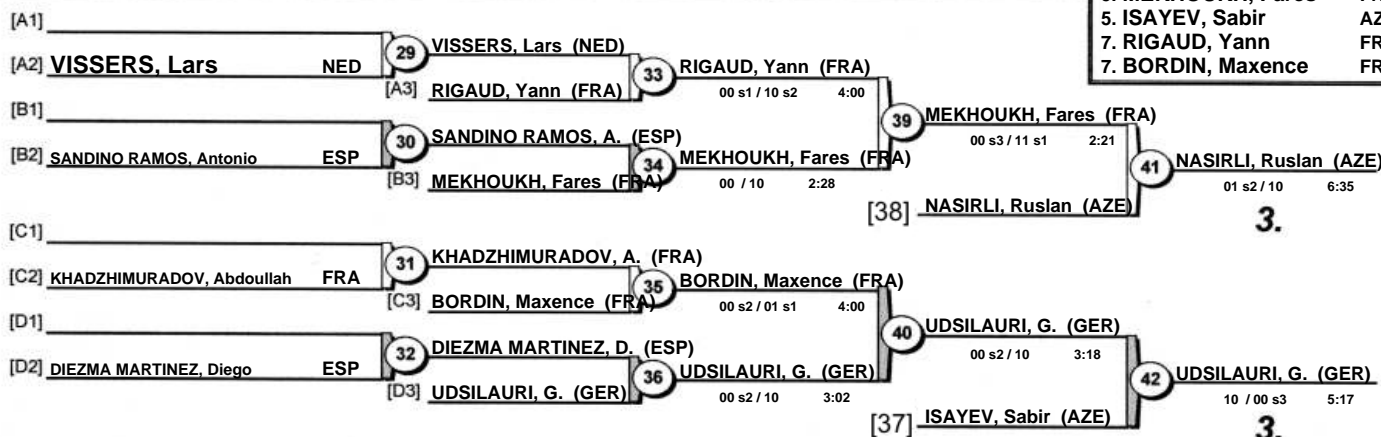 5. ISAYEV, Sabir
7. RIGAUD, Yann
7. BORDIN, Maxence
[A1]
[A2] VISSERS, Lars NED
29
VISSERS, Lars (NED)
[A3] RIGAUD, Yann (FRA)
33
RIGAUD, Yann (FRA)
00 s1 / 10 s2 4:00
[B1]
[B2] SANDINO RAMOS, Antonio ESP
30
SANDINO RAMOS, A. (ESP)
[B3] MEKHOUKH, Fares (FRA)
34
MEKHOUKH, Fares (FRA)
00 / 10 2:28
39
MEKHOUKH, Fares (FRA)
00 s3 / 11 s1 2:21
[38] NASIRLI, Ruslan (AZE)
41
NASIRLI, Ruslan (AZE)
01 s2 / 10 6:35
3.
[C1]
[C2] KHADZHIMURADOV, Abdoullah FRA
31
KHADZHIMURADOV, A. (FRA)
[C3] BORDIN, Maxence (FRA)
35
BORDIN, Maxence (FRA)
00 s2 / 01 s1 4:00
[D1]
[D2] DIEZMA MARTINEZ, Diego ESP
32
DIEZMA MARTINEZ, D. (ESP)
[D3] UDSILAURI, G. (GER)
36
UDSILAURI, G. (GER)
00 s2 / 10 3:02
40
UDSILAURI, G. (GER)
00 s2 / 10 3:18
[37] ISAYEV, Sabir (AZE)
42
UDSILAURI, G. (GER)
10 / 00 s3 5:17
3.